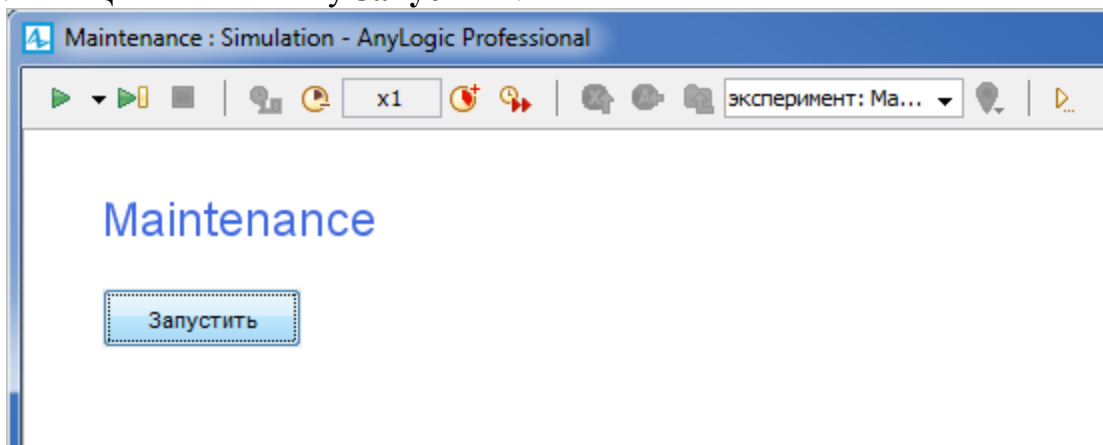 Maintenance : Simulation - AnyLogic Professional
x1 эксперимент: Ma...
Maintenance
Запустить